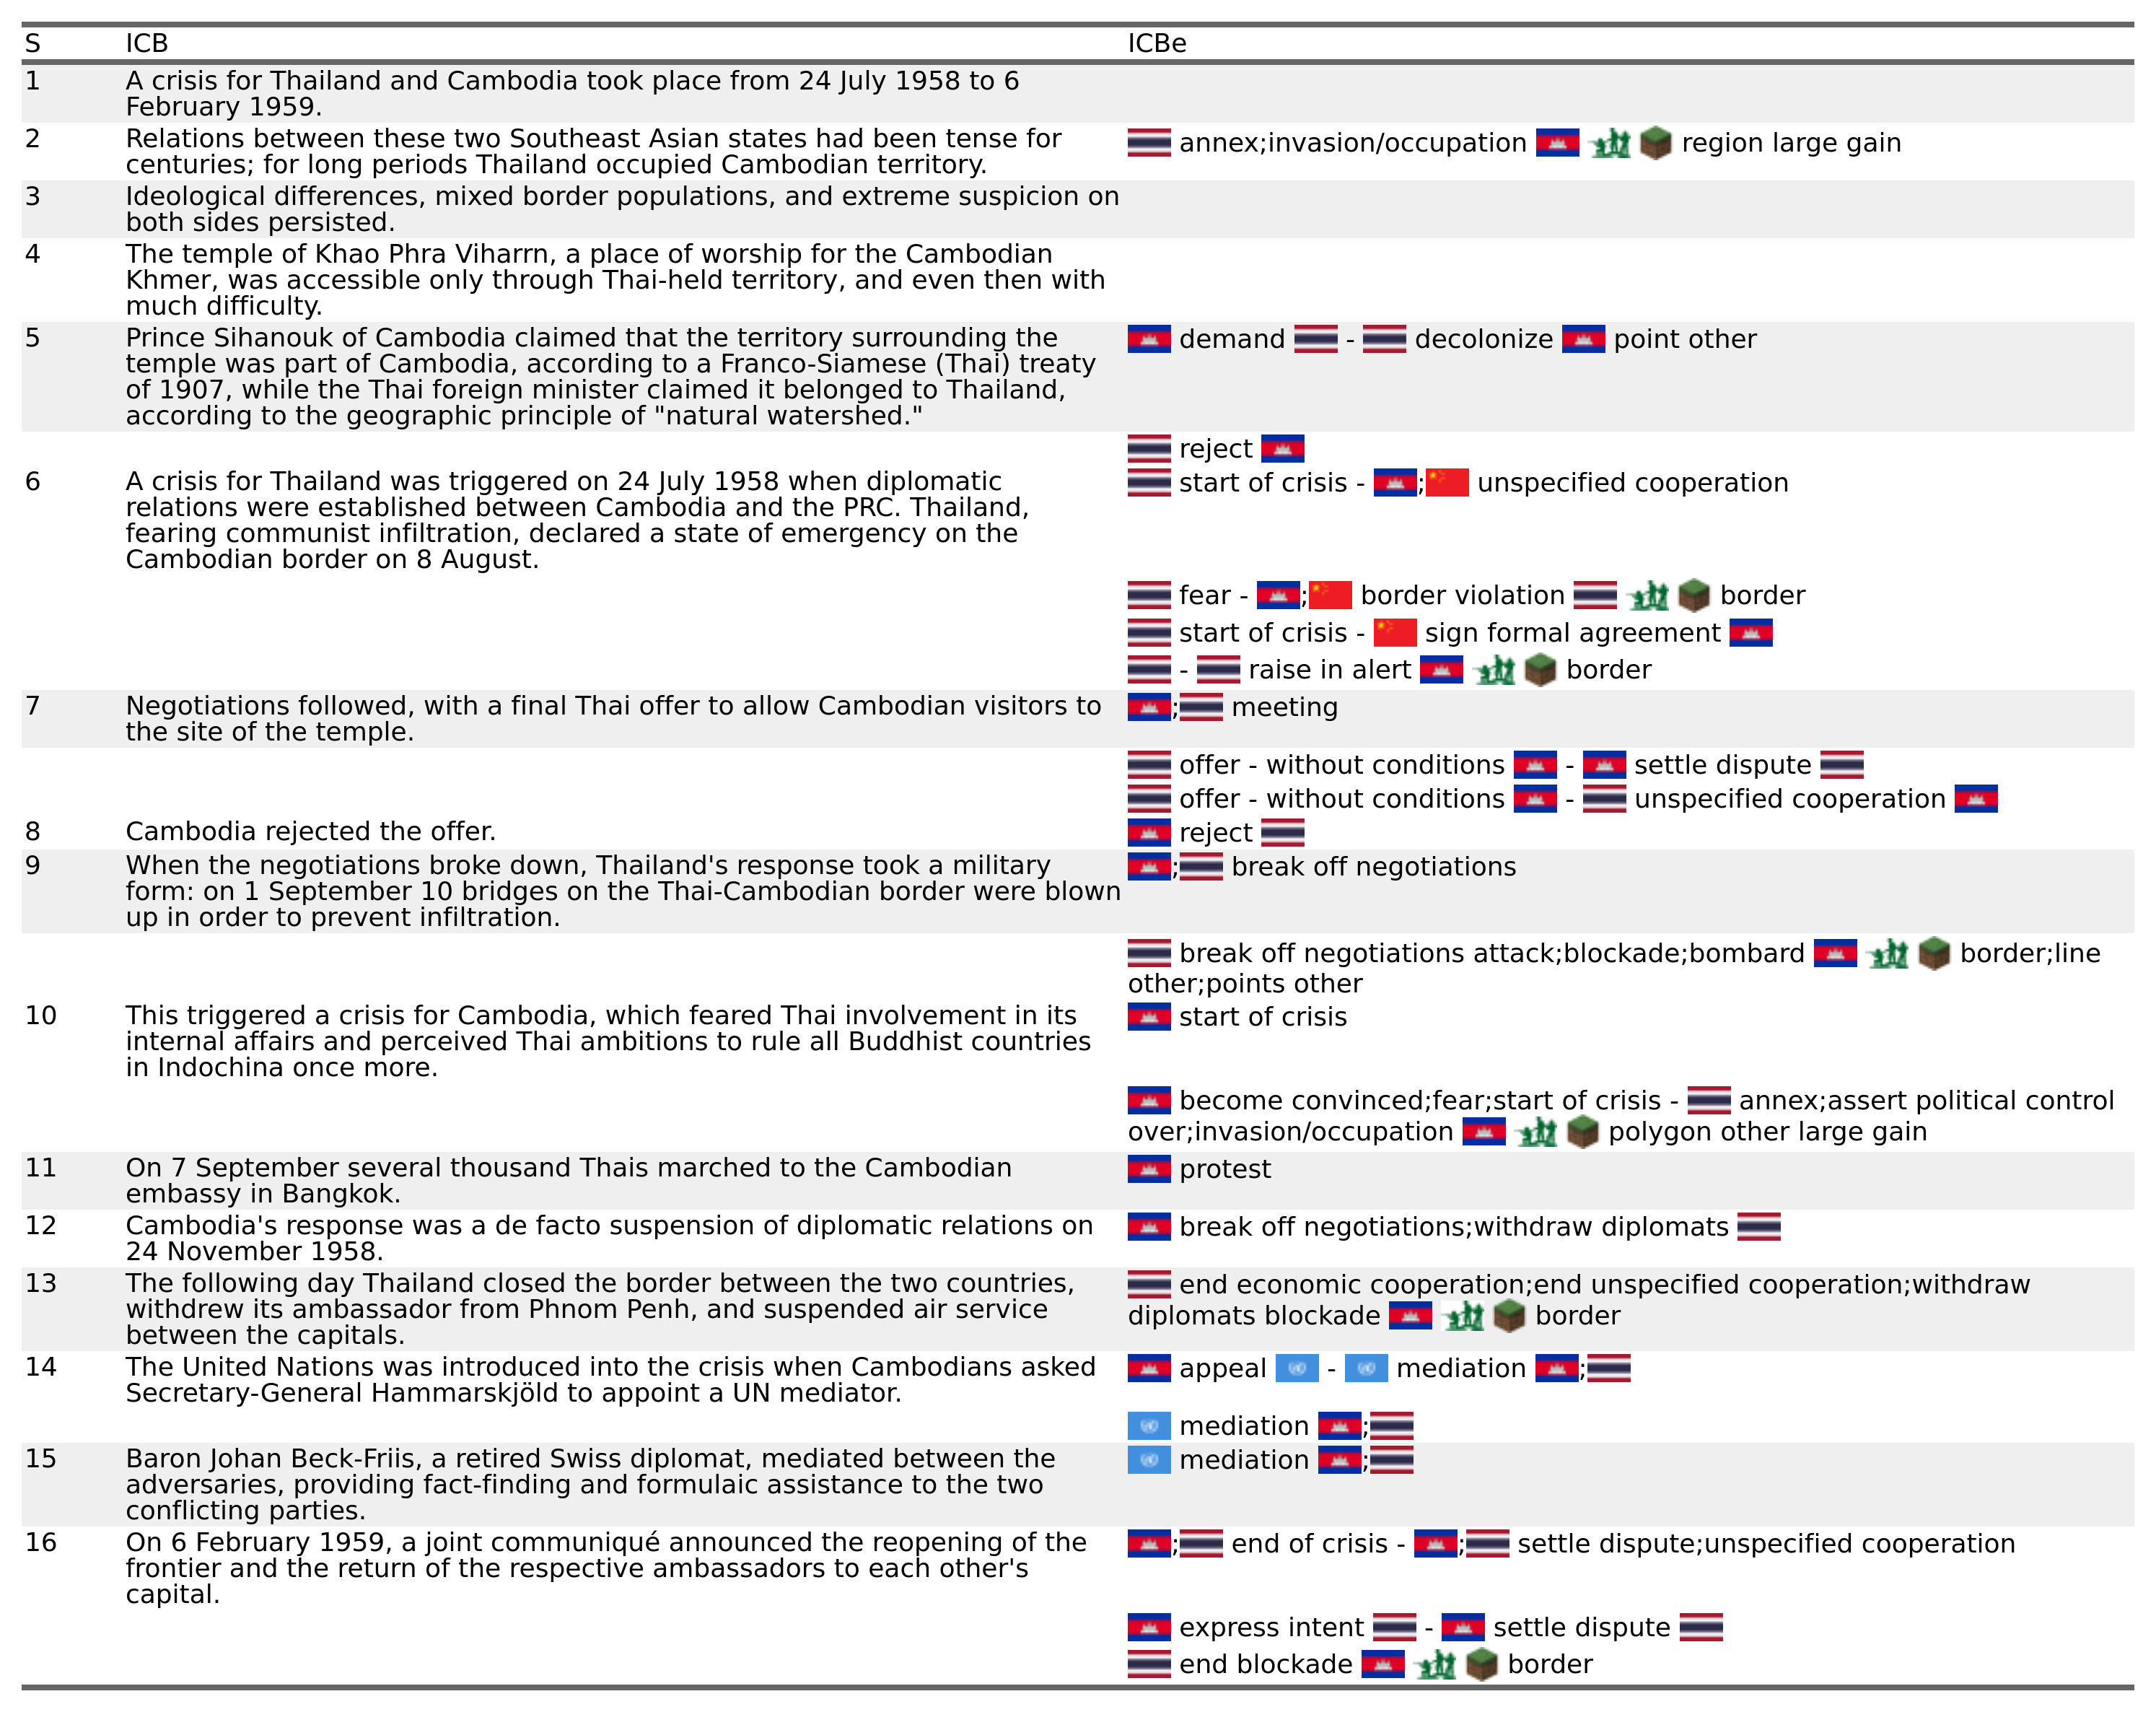 S ICB ICBe
1 A crisis for Thailand and Cambodia took place from 24 July 1958 to 6
February 1959.
2 Relations between these two Southeast Asian states had been tense for
centuries; for long periods Thailand occupied Cambodian territory.
annex;invasion/occupation region large gain
3 Ideological differences, mixed border populations, and extreme suspicion on
both sides persisted.
4 The temple of Khao Phra Viharrn, a place of worship for the Cambodian
Khmer, was accessible only through Thai-held territory, and even then with
much difficulty.
5 Prince Sihanouk of Cambodia claimed that the territory surrounding the
temple was part of Cambodia, according to a Franco-Siamese (Thai) treaty
of 1907, while the Thai foreign minister claimed it belonged to Thailand,
according to the geographic principle of "natural watershed."
demand - decolonize point other
reject
6 A crisis for Thailand was triggered on 24 July 1958 when diplomatic
relations were established between Cambodia and the PRC. Thailand,
fearing communist infiltration, declared a state of emergency on the
Cambodian border on 8 August.
start of crisis - ; unspecified cooperation
fear - ; border violation border
start of crisis - sign formal agreement
- raise in alert border
7 Negotiations followed, with a final Thai offer to allow Cambodian visitors to
the site of the temple.
; meeting
offer - without conditions - settle dispute
offer - without conditions - unspecified cooperation
8 Cambodia rejected the offer.
reject
9 When the negotiations broke down, Thailand's response took a military
form: on 1 September 10 bridges on the Thai-Cambodian border were blown
up in order to prevent infiltration.
; break off negotiations
break off negotiations attack;blockade;bombard border;line
other;points other
10 This triggered a crisis for Cambodia, which feared Thai involvement in its
internal affairs and perceived Thai ambitions to rule all Buddhist countries
in Indochina once more.
start of crisis
become convinced;fear;start of crisis - annex;assert political control
over;invasion/occupation polygon other large gain
11 On 7 September several thousand Thais marched to the Cambodian
embassy in Bangkok.
protest
12 Cambodia's response was a de facto suspension of diplomatic relations on
24 November 1958.
break off negotiations;withdraw diplomats
13 The following day Thailand closed the border between the two countries,
withdrew its ambassador from Phnom Penh, and suspended air service
between the capitals.
end economic cooperation;end unspecified cooperation;withdraw
diplomats blockade border
14 The United Nations was introduced into the crisis when Cambodians asked
Secretary-General Hammarskjöld to appoint a UN mediator.
appeal - mediation ;
mediation ;
15 Baron Johan Beck-Friis, a retired Swiss diplomat, mediated between the
adversaries, providing fact-finding and formulaic assistance to the two
conflicting parties.
mediation ;
16 On 6 February 1959, a joint communiqué announced the reopening of the
frontier and the return of the respective ambassadors to each other's
capital.
; end of crisis - ; settle dispute;unspecified cooperation
express intent - settle dispute
end blockade border